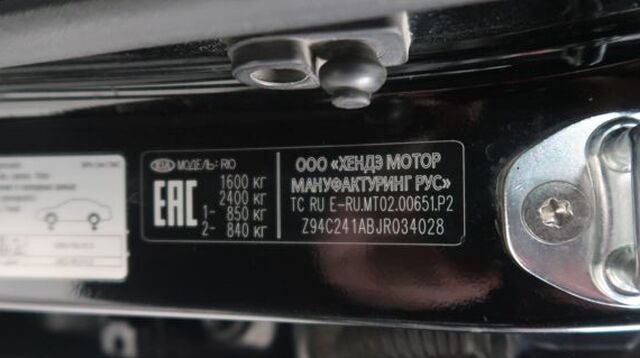 KIA МОДЕЛЬ: RIO
EAC
1600 КГ
2400 КГ
1- 850 КГ
2- 840 КГ
ООО «ХЕНДЭ МОТОР
МАНУФАКТУРИНГ РУС»
TC RU E-RU.MT02.00651.P2
Z94C241ABJR034028